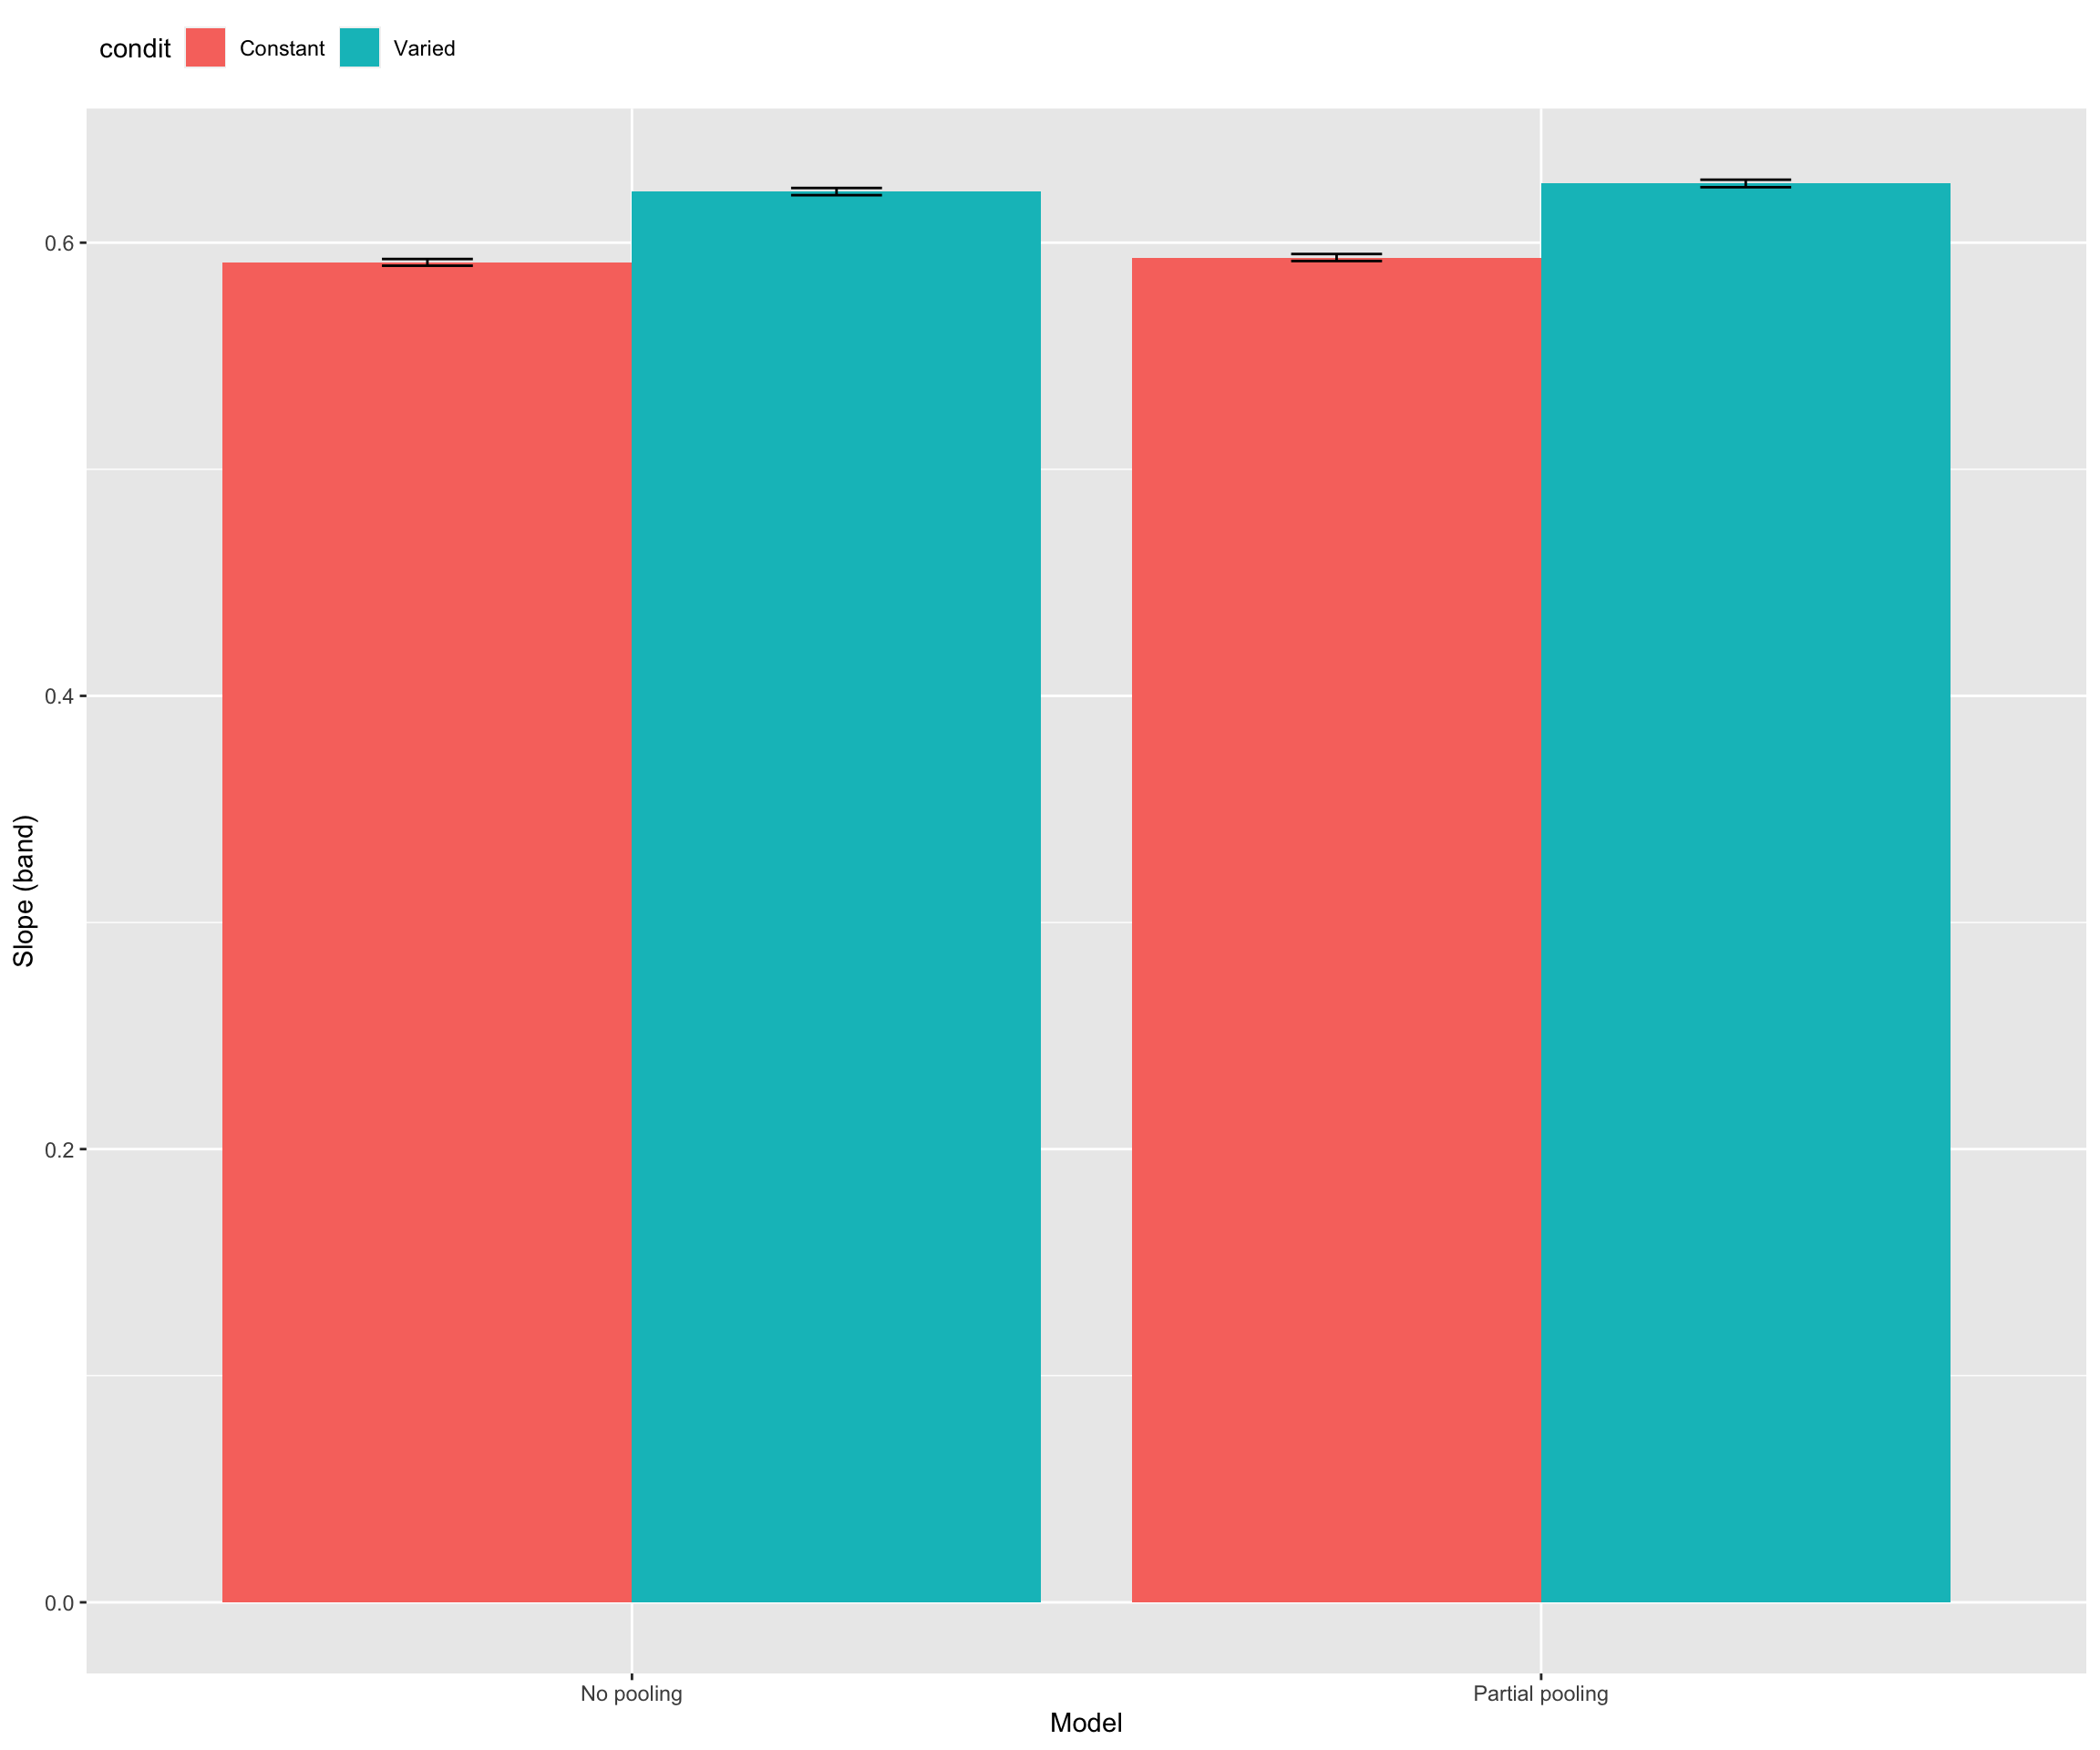 condit Constant Varied
0.6
0.4
0.2
0.0
Slope (band)
No pooling Partial pooling
Model